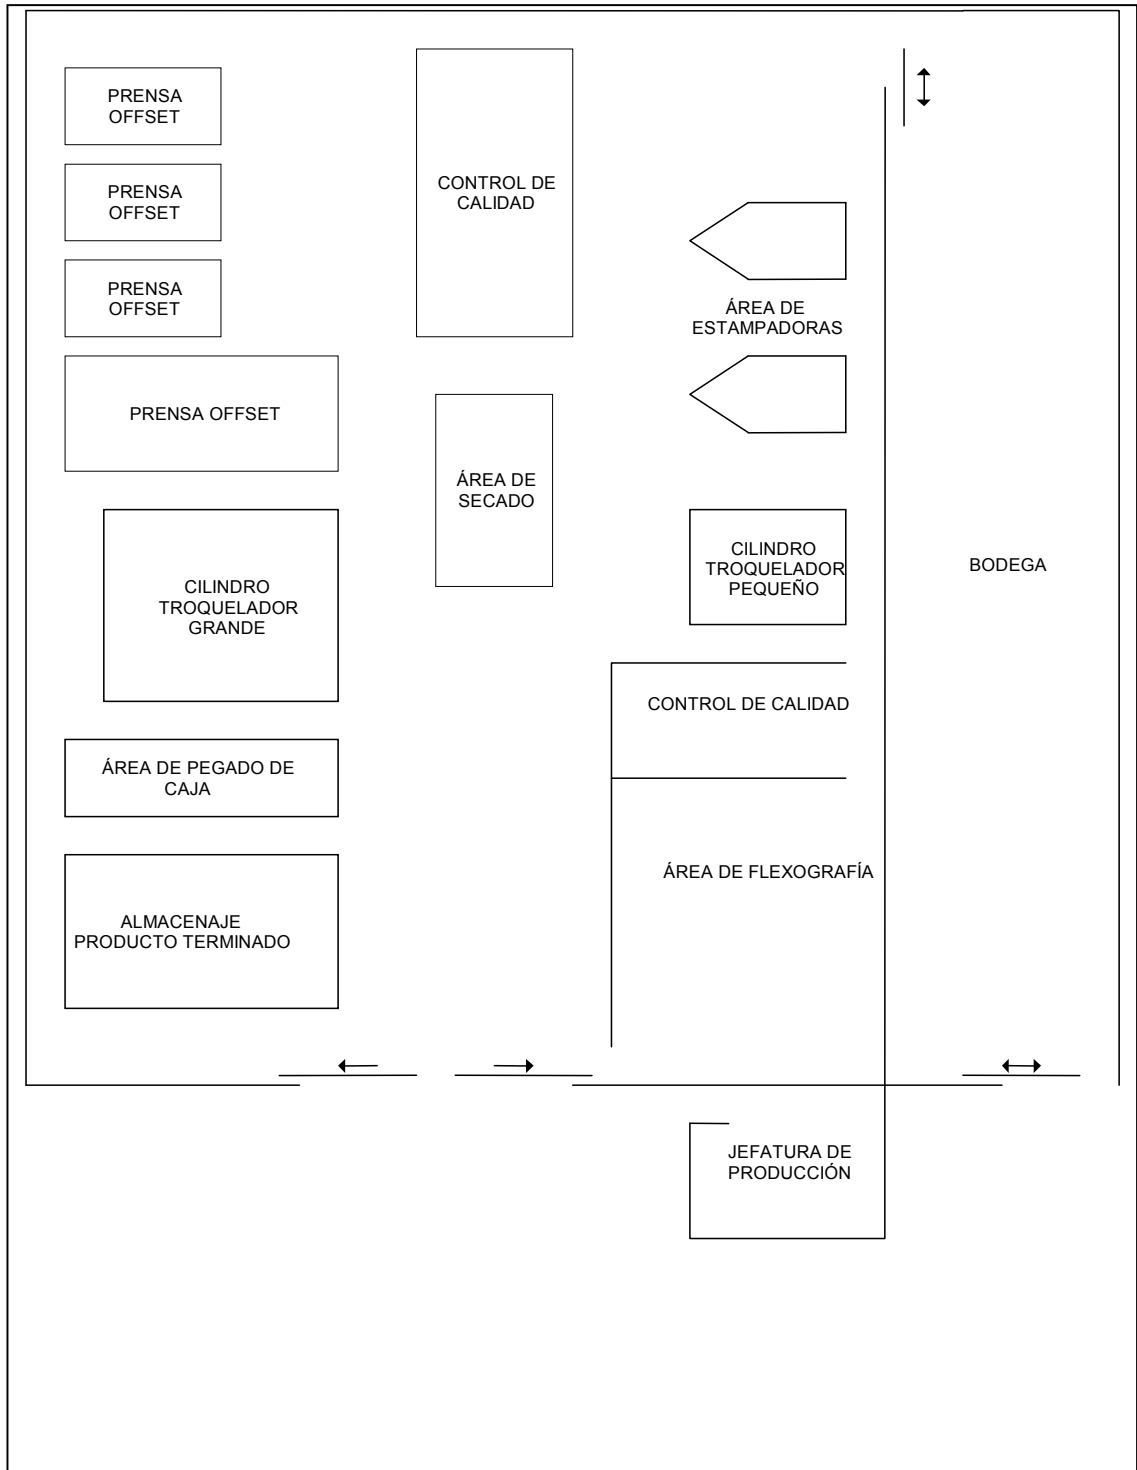 PRENSA
OFFSET
PRENSA
OFFSET
PRENSA
OFFSET
PRENSA OFFSET
CILINDRO
TROQUELADOR
GRANDE
ÁREA DE PEGADO DE
CAJA
ALMACENAJE
PRODUCTO TERMINADO
CONTROL DE
CALIDAD
ÁREA DE
SECADO
ÁREA DE
ESTAMPADORAS
CILINDRO
TROQUELADOR
PEQUEÑO
CONTROL DE CALIDAD
ÁREA DE FLEXOGRAFÍA
JEFATURA DE
PRODUCCIÓN
BODEGA